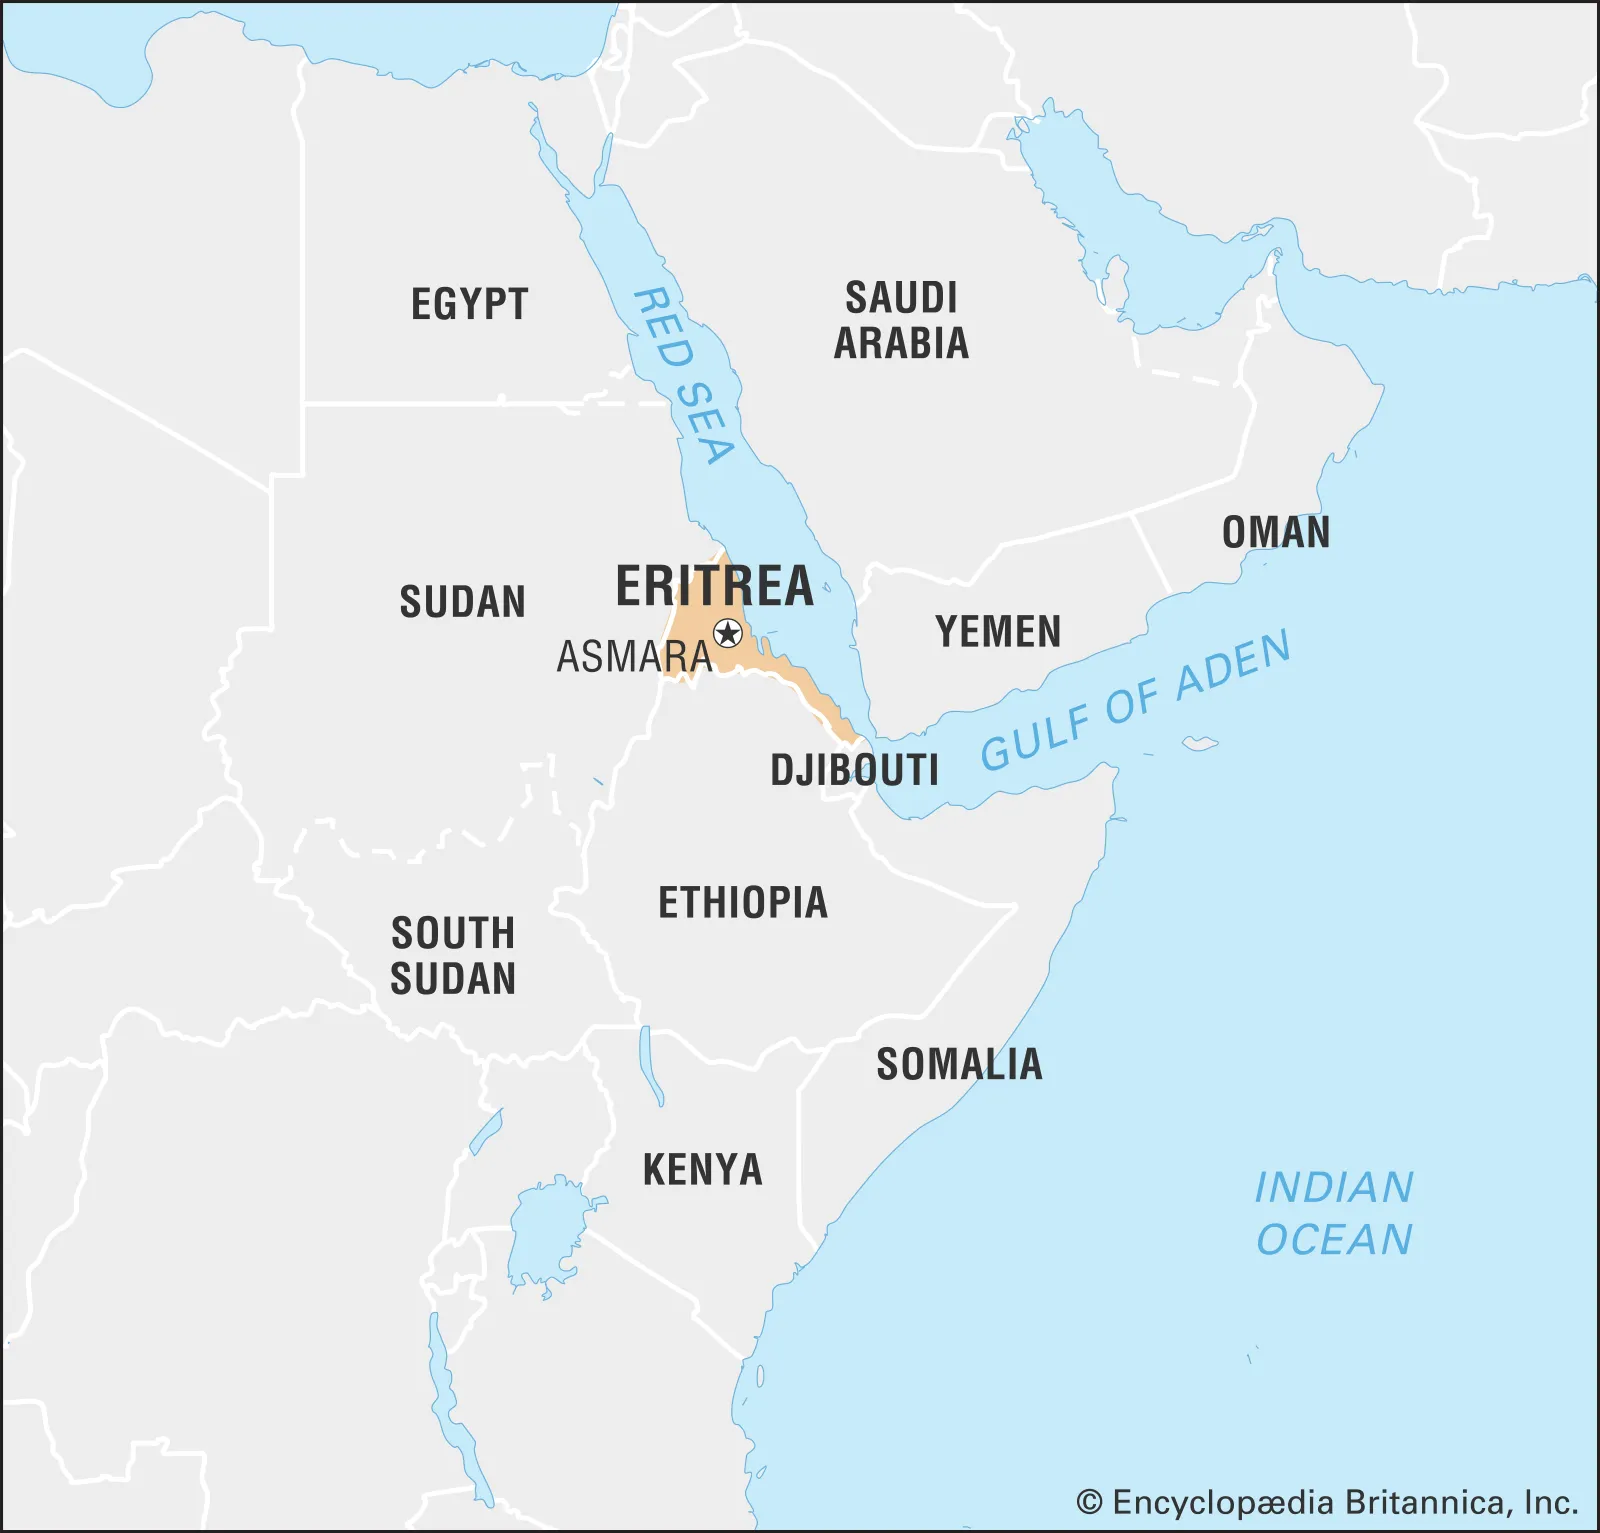 EGYPT
SAUDI
ARABIA
RED SEA
OMAN
ERITREA
SUDAN
YEMEN
ASMARA
GULF OF ADEN
DJIBOUTI
ETHIOPIA
SOUTH
SUDAN
SOMALIA
KENYA
INDIAN
OCEAN
© Encyclopædia Britannica, Inc.